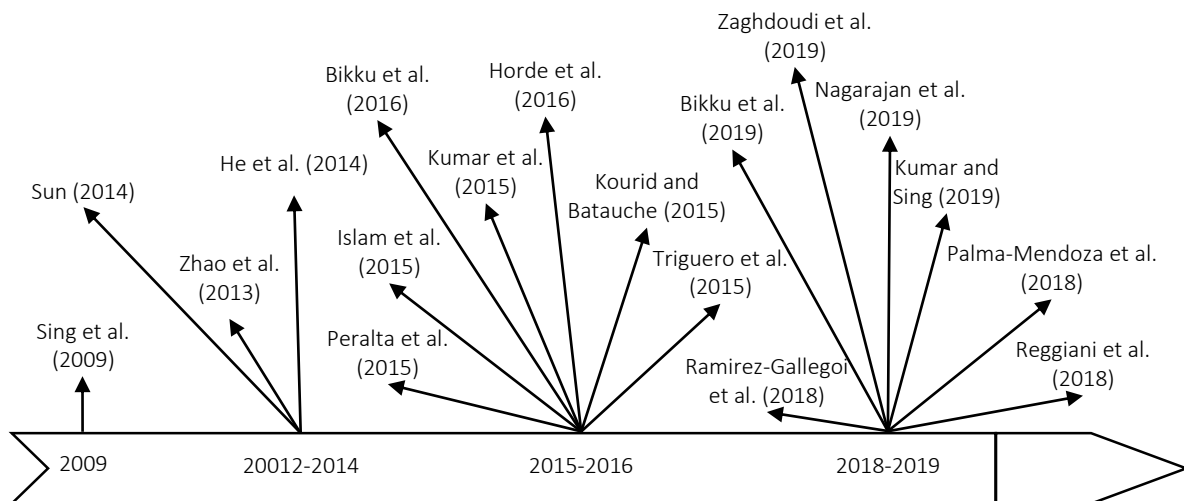 Zaghdoudi et al.
(2019)
Bikku et al.
(2016)
Horde et al.
(2016)
Bikku et al.
(2019)
Nagarajan et al.
(2019)
Sun (2014)
He et al. (2014)
Kumar et al.
(2015)
Kourid and
Batauche (2015)
Kumar and
Sing (2019)
Zhao et al.
(2013)
Islam et al.
(2015)
Triguero et al.
(2015)
Palma-Mendoza et al.
(2018)
Sing et al.
(2009)
Peralta et al.
(2015)
Ramirez-Gallegoi
et al. (2018)
Reggiani et al.
(2018)
2009
20012-2014
2015-2016
2018-2019